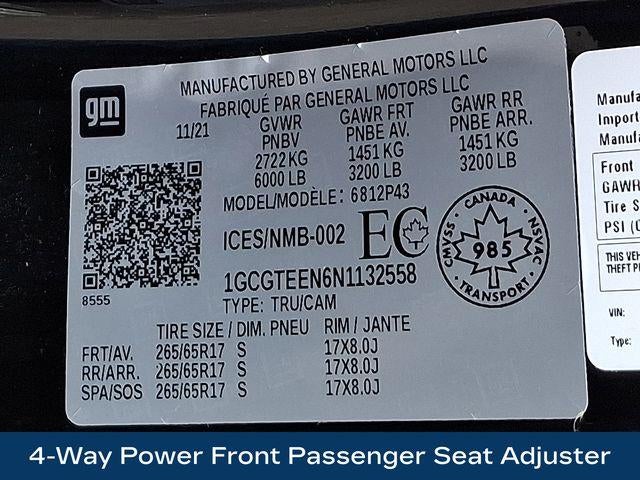 gm
MANUFACTURED BY GENERAL MOTORS LLC
FABRIQUÉ PAR GENERAL MOTORS LLC
11/21
GVWR GAWR FRT GAWR RR
PNBV PNBE AV. PNBE ARR.
2722 KG 1451 KG 1451 KG
6000 LB 3200 LB 3200 LB
MODEL/MODÈLE: 6812P43
ICES/NMB-002 EC
CANADA
CMVSS 985 NSVAC
TRANSPORT
1GCGTEEN6N1132558
8555
TYPE: TRU/CAM
TIRE SIZE / DIM. PNEU RIM / JANTE
FRT/AV. 265/65R17 S 17X8.0J
RR/ARR. 265/65R17 S 17X8.0J
SPA/SOS 265/65R17 S 17X8.0J
Front
GAWR
Tire S
PSI (
THIS VEH
THEFT P
VIN:
Type:
4-Way Power Front Passenger Seat Adjuster